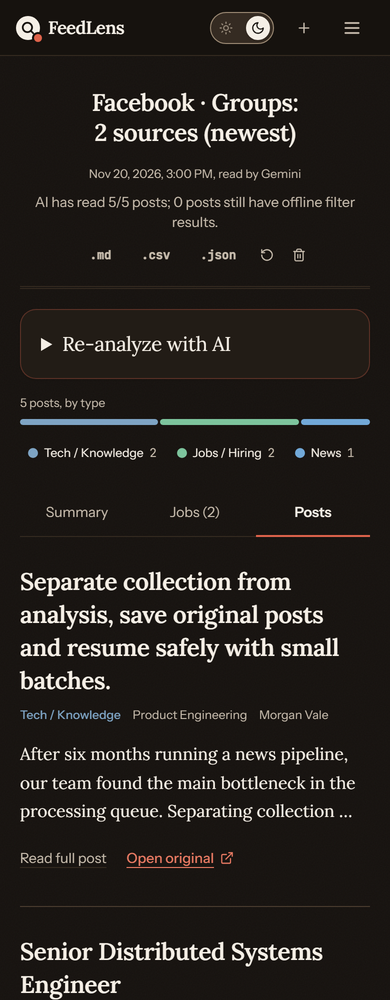 FeedLens
Facebook · Groups:
2 sources (newest)
Nov 20, 2026, 3:00 PM, read by Gemini
AI has read 5/5 posts; 0 posts still have offline filter
results.
.md .csv .json
Re-analyze with AI
5 posts, by type
Tech / Knowledge 2 Jobs / Hiring 2 News 1
Summary Jobs (2) Posts
Separate collection from
analysis, save original posts
and resume safely with small
batches.
Tech / Knowledge Product Engineering Morgan Vale
After six months running a news pipeline,
our team found the main bottleneck in the
processing queue. Separating collection ...
Read full post Open original
Senior Distributed Systems
Engineer